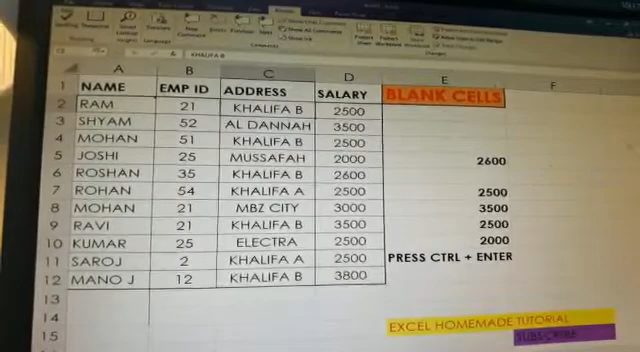 KHALIFA B
A B C D E F
1 NAME EMP ID ADDRESS SALARY BLANK CELLS
2 RAM 21 KHALIFA B 2500
3 SHYAM 52 AL DANNAH 3500
4 MOHAN 51 KHALIFA B 2500
5 JOSHI 25 MUSSAFAH 2000 2600
6 ROSHAN 35 KHALIFA B 2600
7 ROHAN 54 KHALIFA A 2500 2500
8 MOHAN 21 MBZ CITY 3000 3500
9 RAVI 21 KHALIFA B 3500 2500
10 KUMAR 25 ELECTRA 2500 2000
11 SAROJ 2 KHALIFA A 2500 PRESS CTRL + ENTER
12 MANO J 12 KHALIFA B 3800
13
14 EXCEL HOMEMADE TUTORIAL
15 SUBSCRIBE